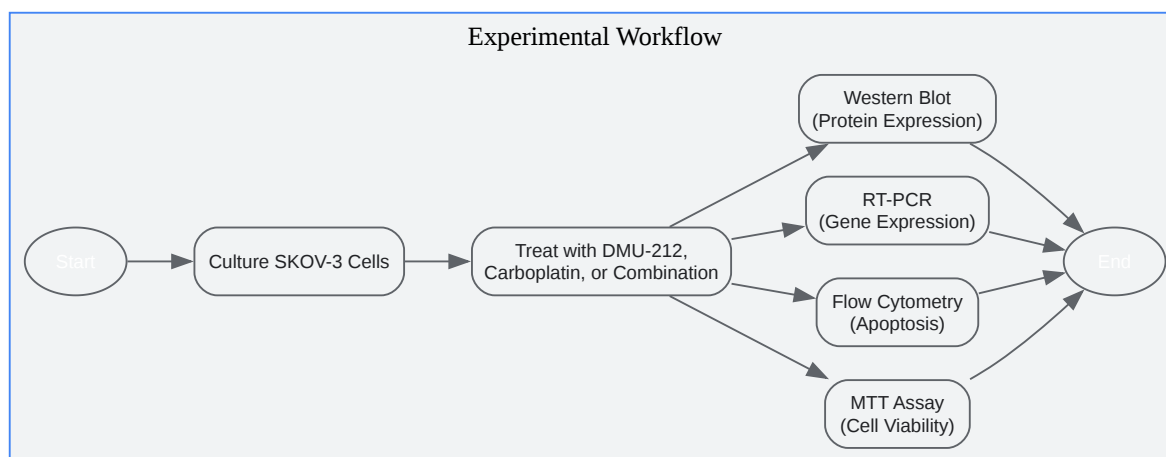 Experimental Workflow
Start
Culture SKOV-3 Cells
Treat with DMU-212,
Carboplatin, or Combination
Western Blot
(Protein Expression)
RT-PCR
(Gene Expression)
Flow Cytometry
(Apoptosis)
MTT Assay
(Cell Viability)
End